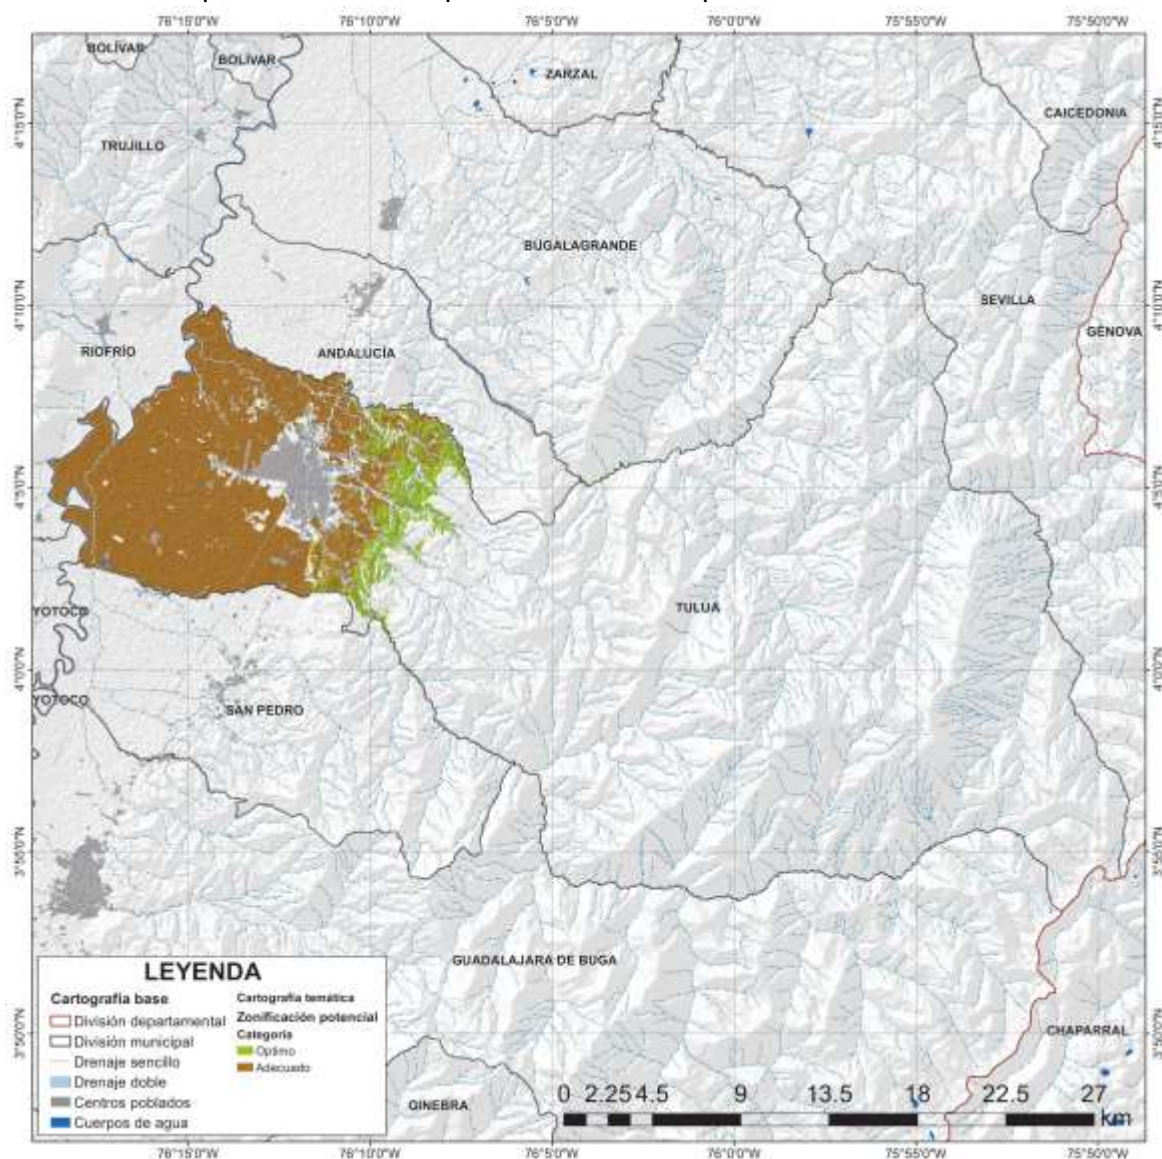 76°15'0"W 76°10'0"W 76°5'0"W 76°0'0"W 75°55'0"W 75°50'0"W
BOLÍVAR
BOLÍVAR
ZARZAL
CAICEDONIA
4°15'0"N 4°15'0"N
TRUJILLO
BUGALAGRANDE
SEVILLA
4°10'0"N 4°10'0"N
GÉNOVA
RIOFRÍO
ANDALUCÍA
4°5'0"N 4°5'0"N
TULUA
YOTOCO
4°0'0"N 4°0'0"N
YOTOCO
SAN PEDRO
3°55'0"N 3°55'0"N
GUADALAJARA DE BUGA
LEYENDA
Cartografía base
División departamental
División municipal
Drenaje sencillo
Drenaje doble
Centros poblados
Cuerpos de agua
Cartografía temática
Zonificación potencial
Categoría
Optimo
Adecuado
3°50'0"N 3°50'0"N
CHAPARRAL
GINEBRA
0 2.25 4.5 9 13.5 18 22.5 27
km
76°15'0"W 76°10'0"W 76°5'0"W 76°0'0"W 75°55'0"W 75°50'0"W